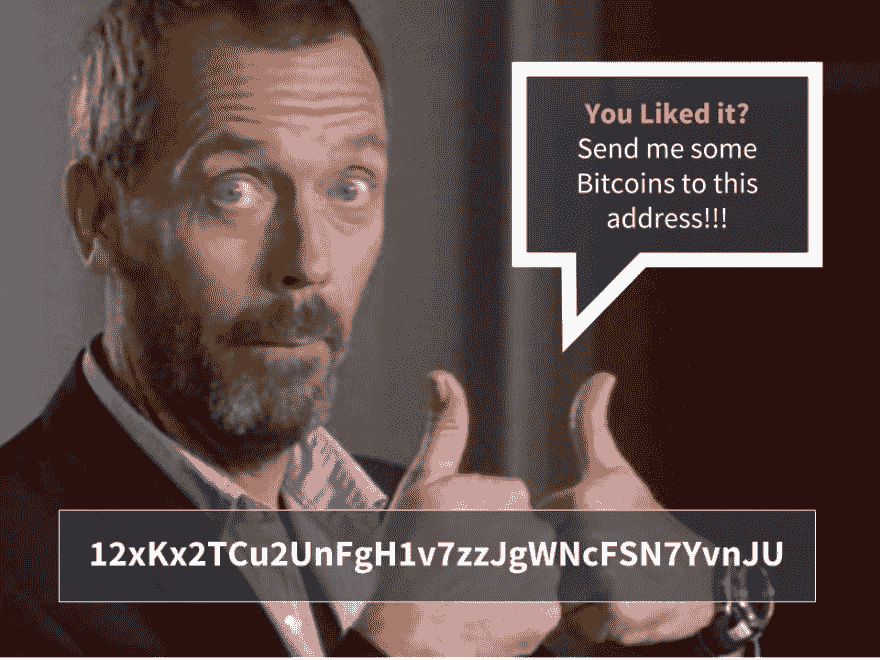 You Liked it?
Send me some
Bitcoins to this
address!!!
12xKx2TCu2UnFgH1v7zzJgWNcFSN7YvnJU